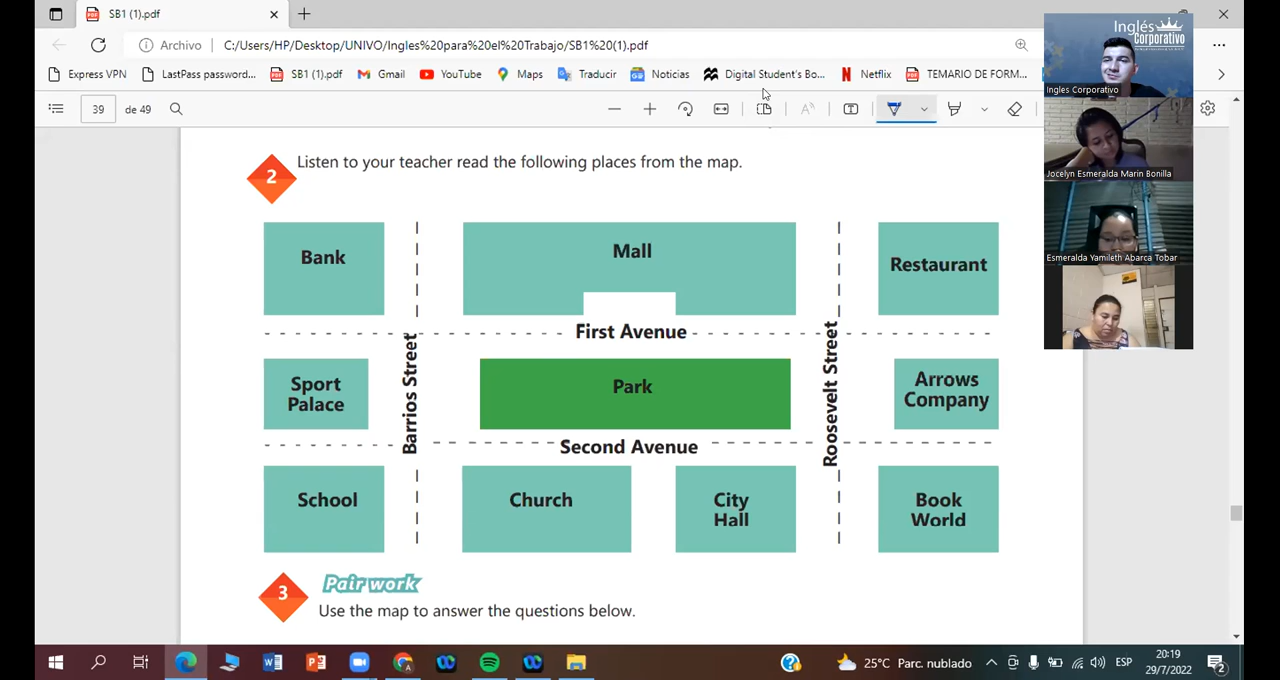 SB1 (1).pdf
Archivo
C:/Users/HP/Desktop/UNIVO/Ingles%20para%20el%20Trabajo/SB1%20(1).pdf
Express VPN
LastPass password...
SB1 (1).pdf
Gmail
YouTube
Maps
Traducir
Noticias
Digital Student's Bo...
Netflix
TEMARIO DE FORM...
39
de 49
Inglés
Corporativo
Ingles Corporativo
Jocelyn Esmeralda Marin Bonilla
Esmeralda Yamileth Abarca Tobar
2
Listen to your teacher read the following places from the map.
Bank
Mall
Restaurant
First Avenue
Barrios Street
Roosevelt Street
Sport
Palace
Park
Arrows
Company
Second Avenue
School
Church
City
Hall
Book
World
3
Pair work
Use the map to answer the questions below.
25°C Parc. nublado
ESP
20:19
29/7/2022
2